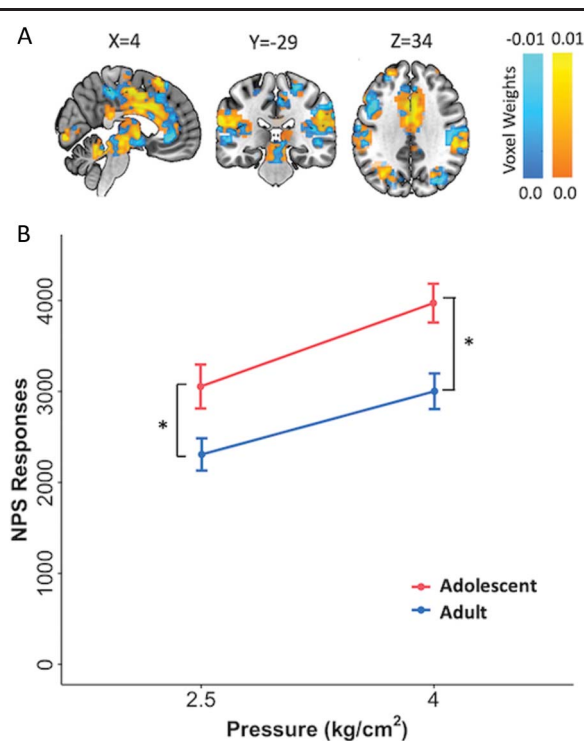 A
X=4 Y=-29 Z=34
-0.01 0.01
Voxel Weights
0.0 0.0
B
NPS Responses
4000
3000
2000
1000
0
*
*
Adolescent
Adult
2.5 4
Pressure (kg/cm²)